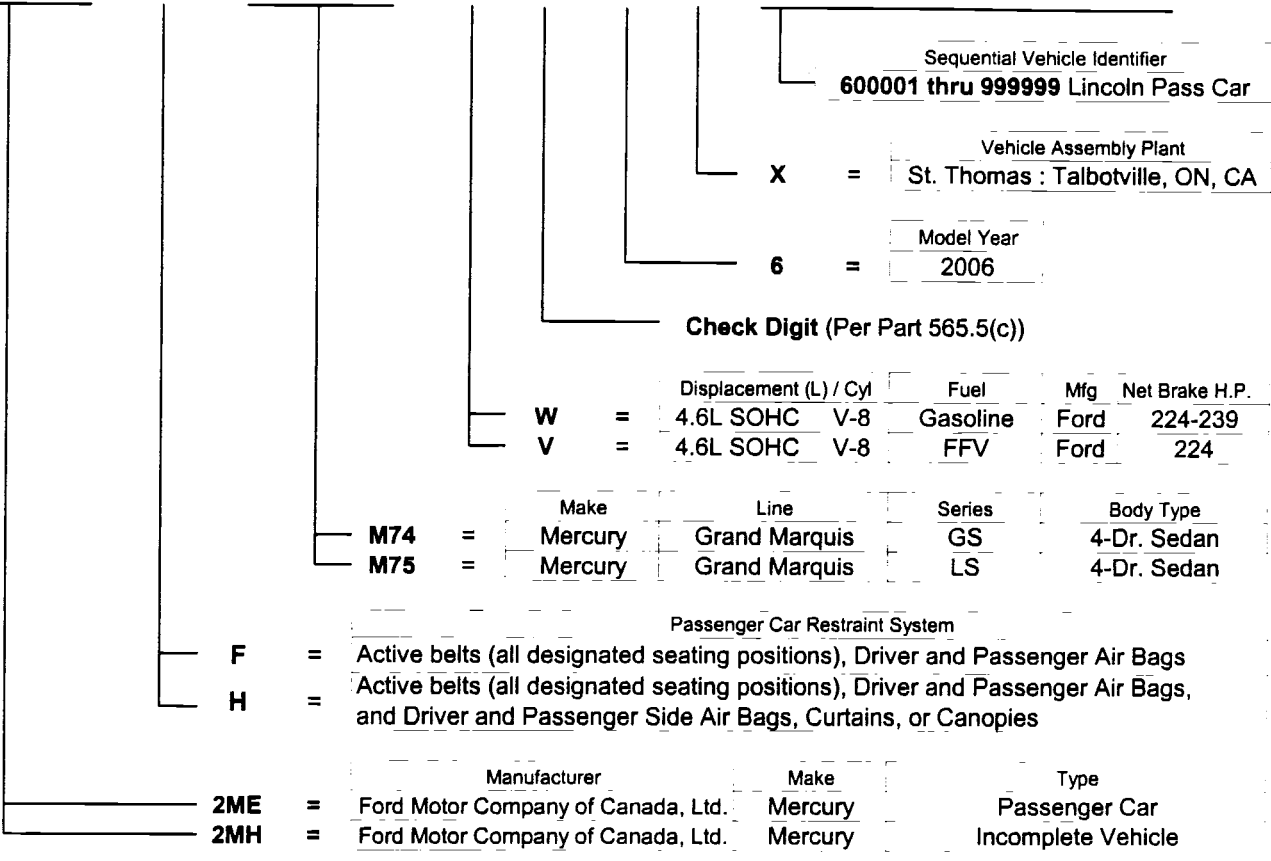 Sequential Vehicle Identifier
600001 thru 999999 Lincoln Pass Car
Vehicle Assembly Plant
X = St. Thomas : Talbotville, ON, CA
Model Year
6 = 2006
Check Digit (Per Part 565.5(c))
Displacement (L) / Cyl Fuel Mfg Net Brake H.P.
W = 4.6L SOHC V-8 Gasoline Ford 224-239
V = 4.6L SOHC V-8 FFV Ford 224
Make Line Series Body Type
M74 = Mercury Grand Marquis GS 4-Dr. Sedan
M75 = Mercury Grand Marquis LS 4-Dr. Sedan
Passenger Car Restraint System
F = Active belts (all designated seating positions), Driver and Passenger Air Bags
H = Active belts (all designated seating positions), Driver and Passenger Air Bags,
and Driver and Passenger Side Air Bags, Curtains, or Canopies
Manufacturer Make Type
2ME = Ford Motor Company of Canada, Ltd. Mercury Passenger Car
2MH = Ford Motor Company of Canada, Ltd. Mercury Incomplete Vehicle